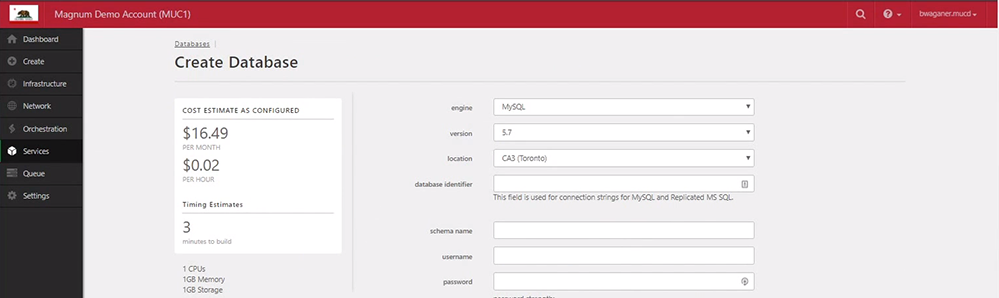 Magnum Demo Account (MUC1)
bwaganer.mucd
Dashboard
Create
Infrastructure
Network
Orchestration
Services
Queue
Settings
Databases |
Create Database
COST ESTIMATE AS CONFIGURED
$16.49
PER MONTH
$0.02
PER HOUR
Timing Estimates
3
minutes to build
1 CPUs
1GB Memory
1GB Storage
engine MySQL
version 5.7
location CA3 (Toronto)
database identifier
This field is used for connection strings for MySQL and Replicated MS SQL.
schema name
username
password